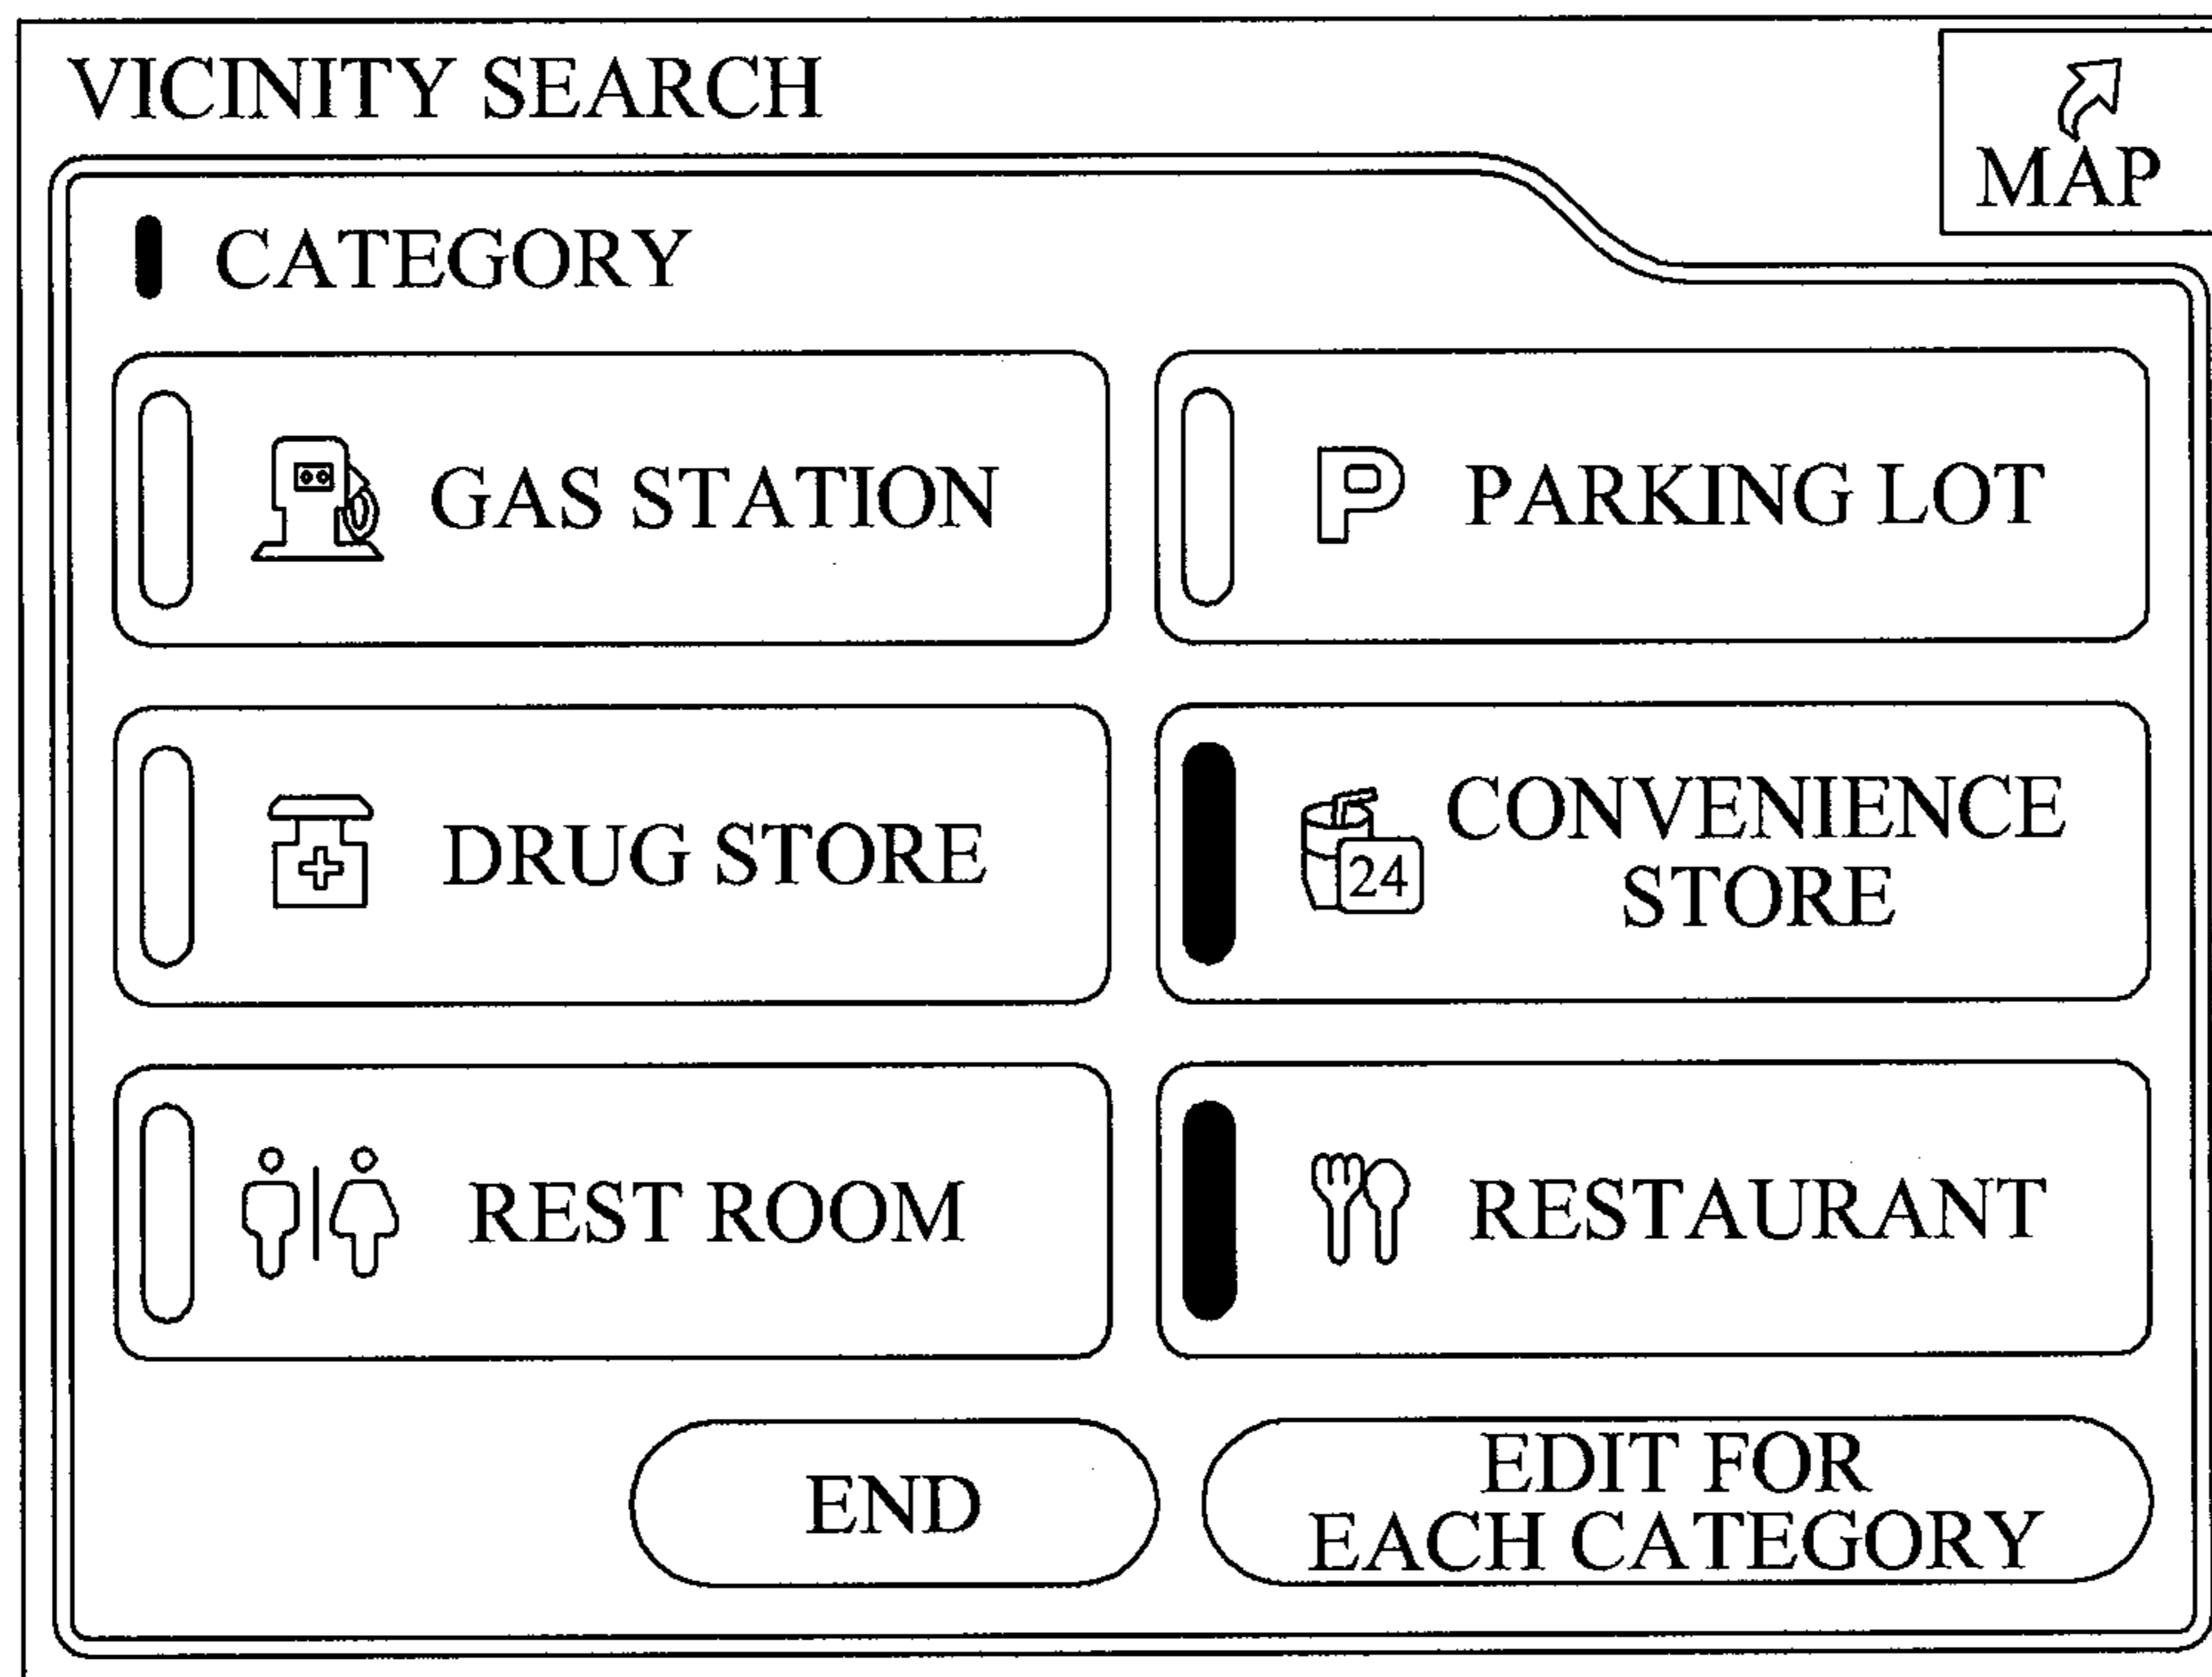 VICINITY SEARCH
MAP
CATEGORY
GAS STATION
P PARKING LOT
DRUG STORE
24
CONVENIENCE
STORE
REST ROOM
RESTAURANT
END
EDIT FOR
EACH CATEGORY